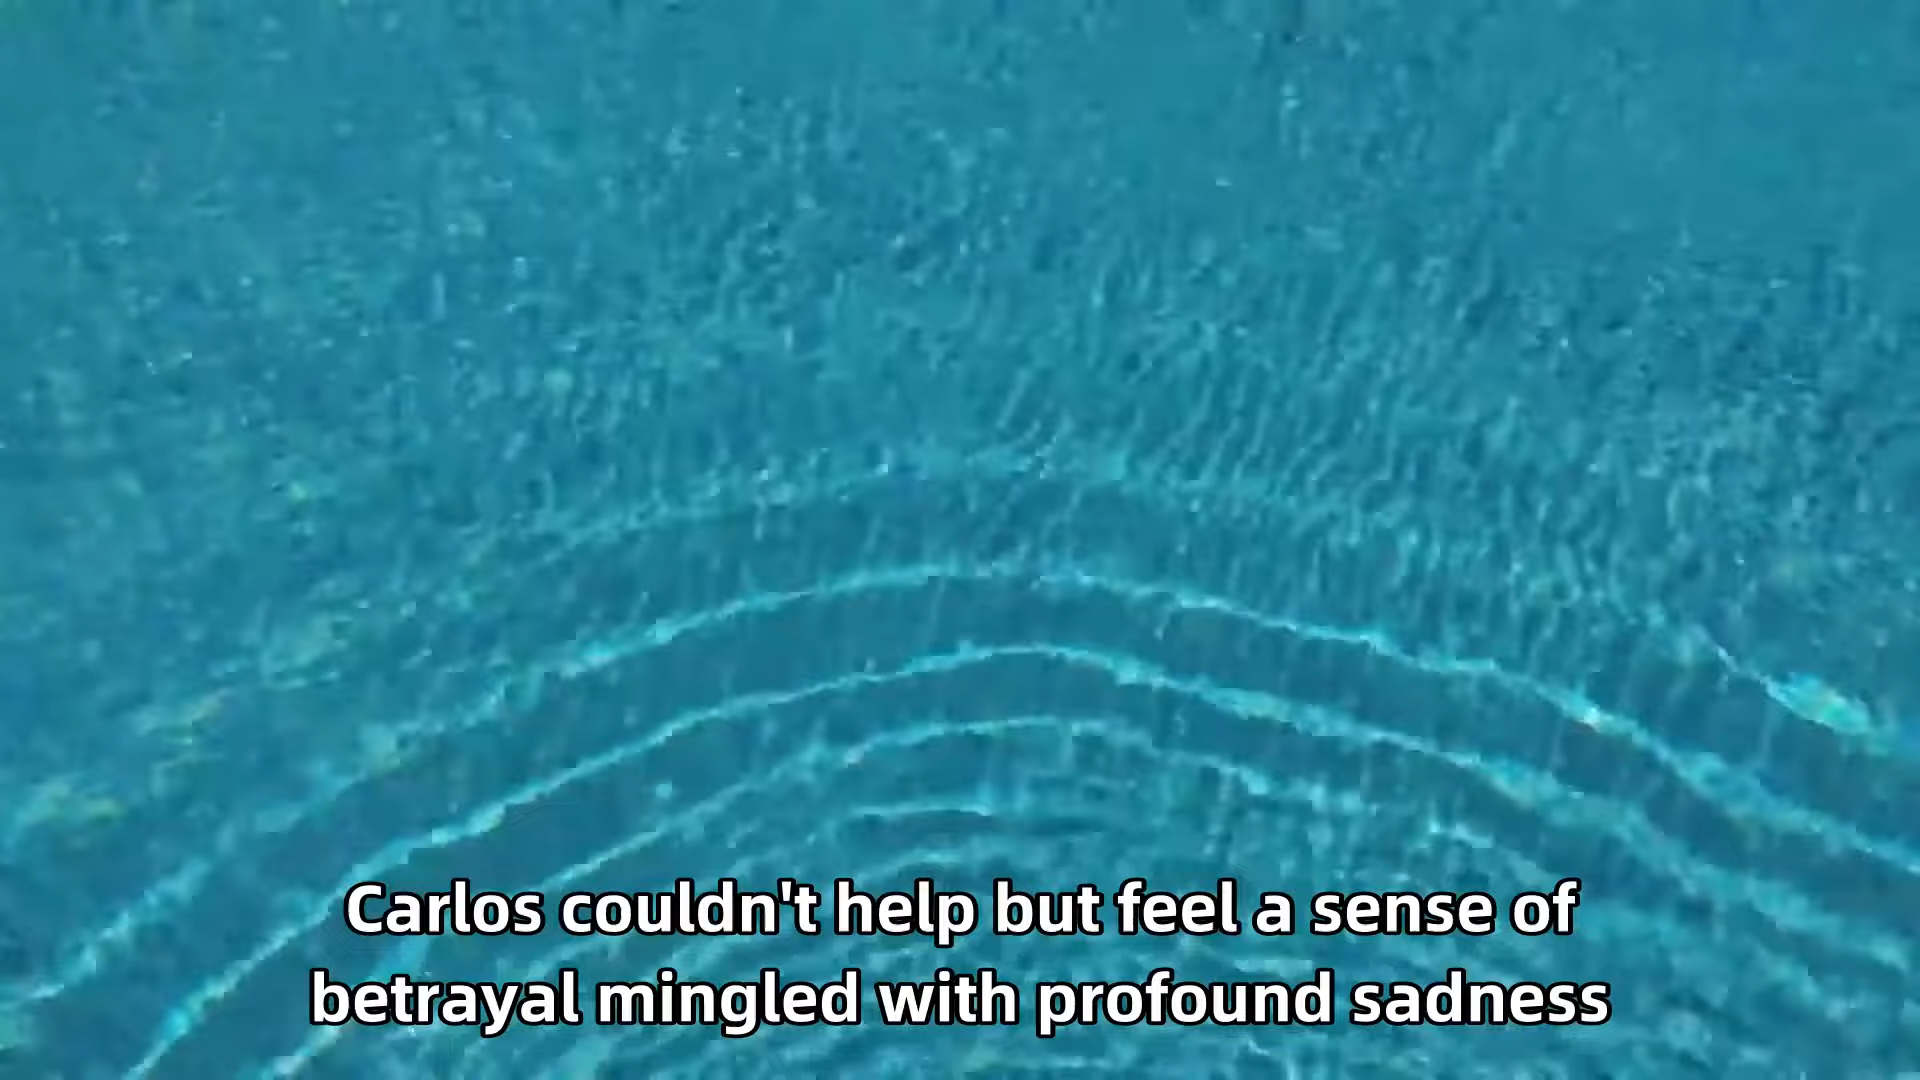 Carlos couldn't help but feel a sense of
betrayal mingled with profound sadness